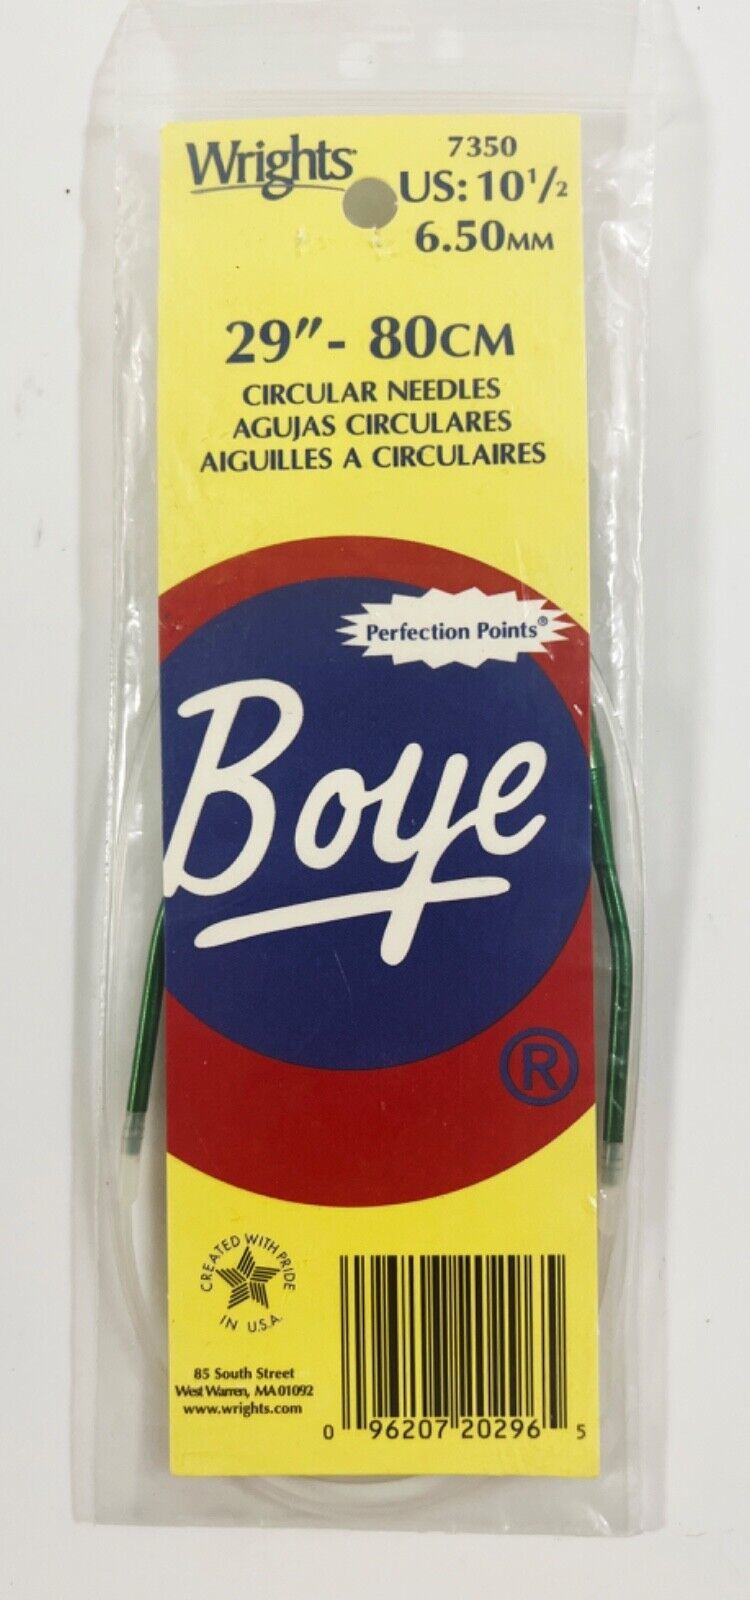 Wrights
7350
US: 10 1/2
6.50MM
29" - 80CM
CIRCULAR NEEDLES
AGUJAS CIRCULARES
AIGUILLES A CIRCULAIRES
Perfection Points®
Boye
®
CREATED WITH PRIDE
IN U.S.A.
85 South Street
West Warren, MA 01092
www.wrights.com
0 96207 20296 5